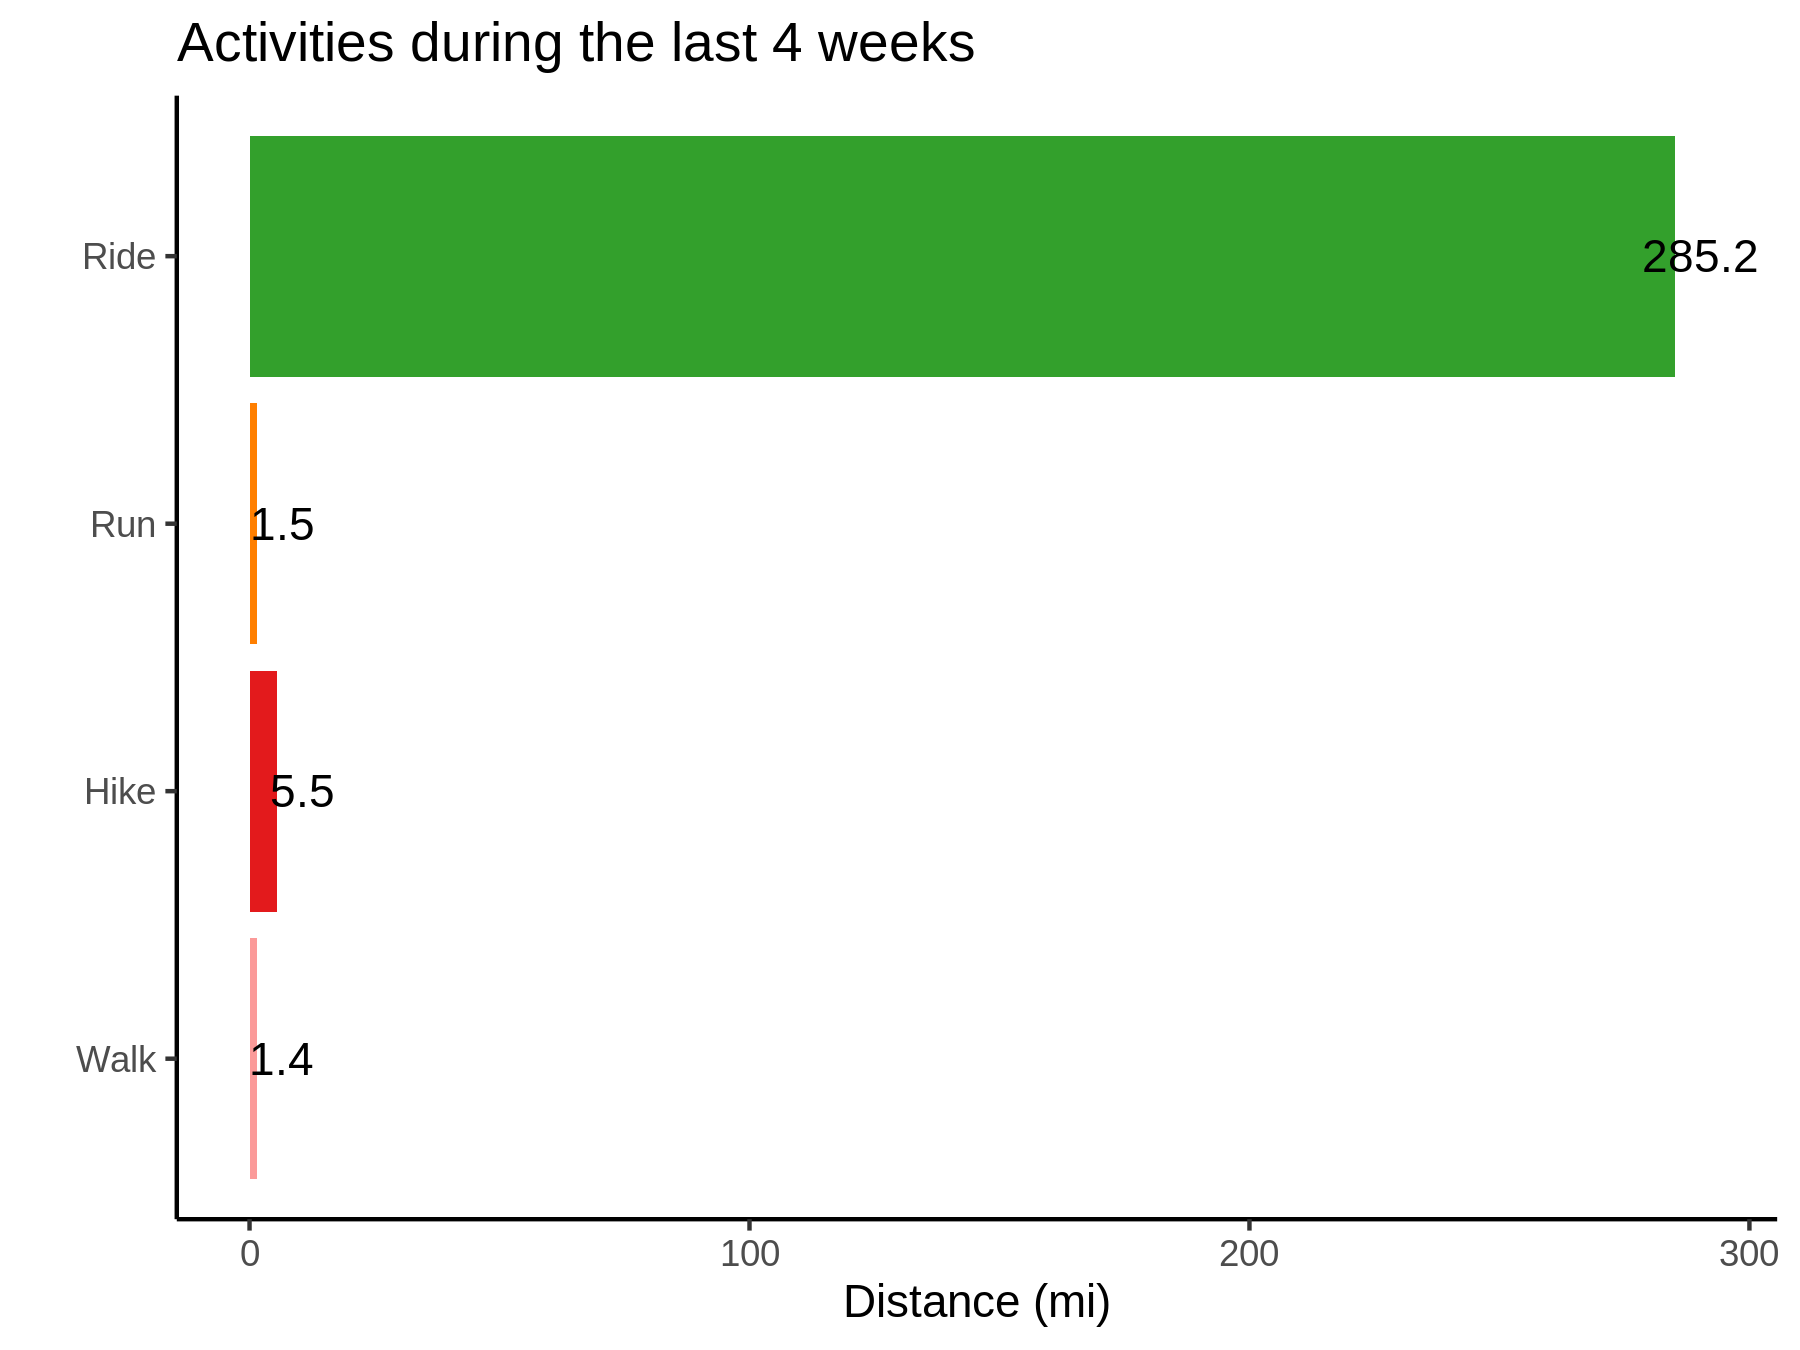 Activities during the last 4 weeks
Ride
285.2
Run
1.5
Hike
5.5
Walk
1.4
0 100 200 300
Distance (mi)